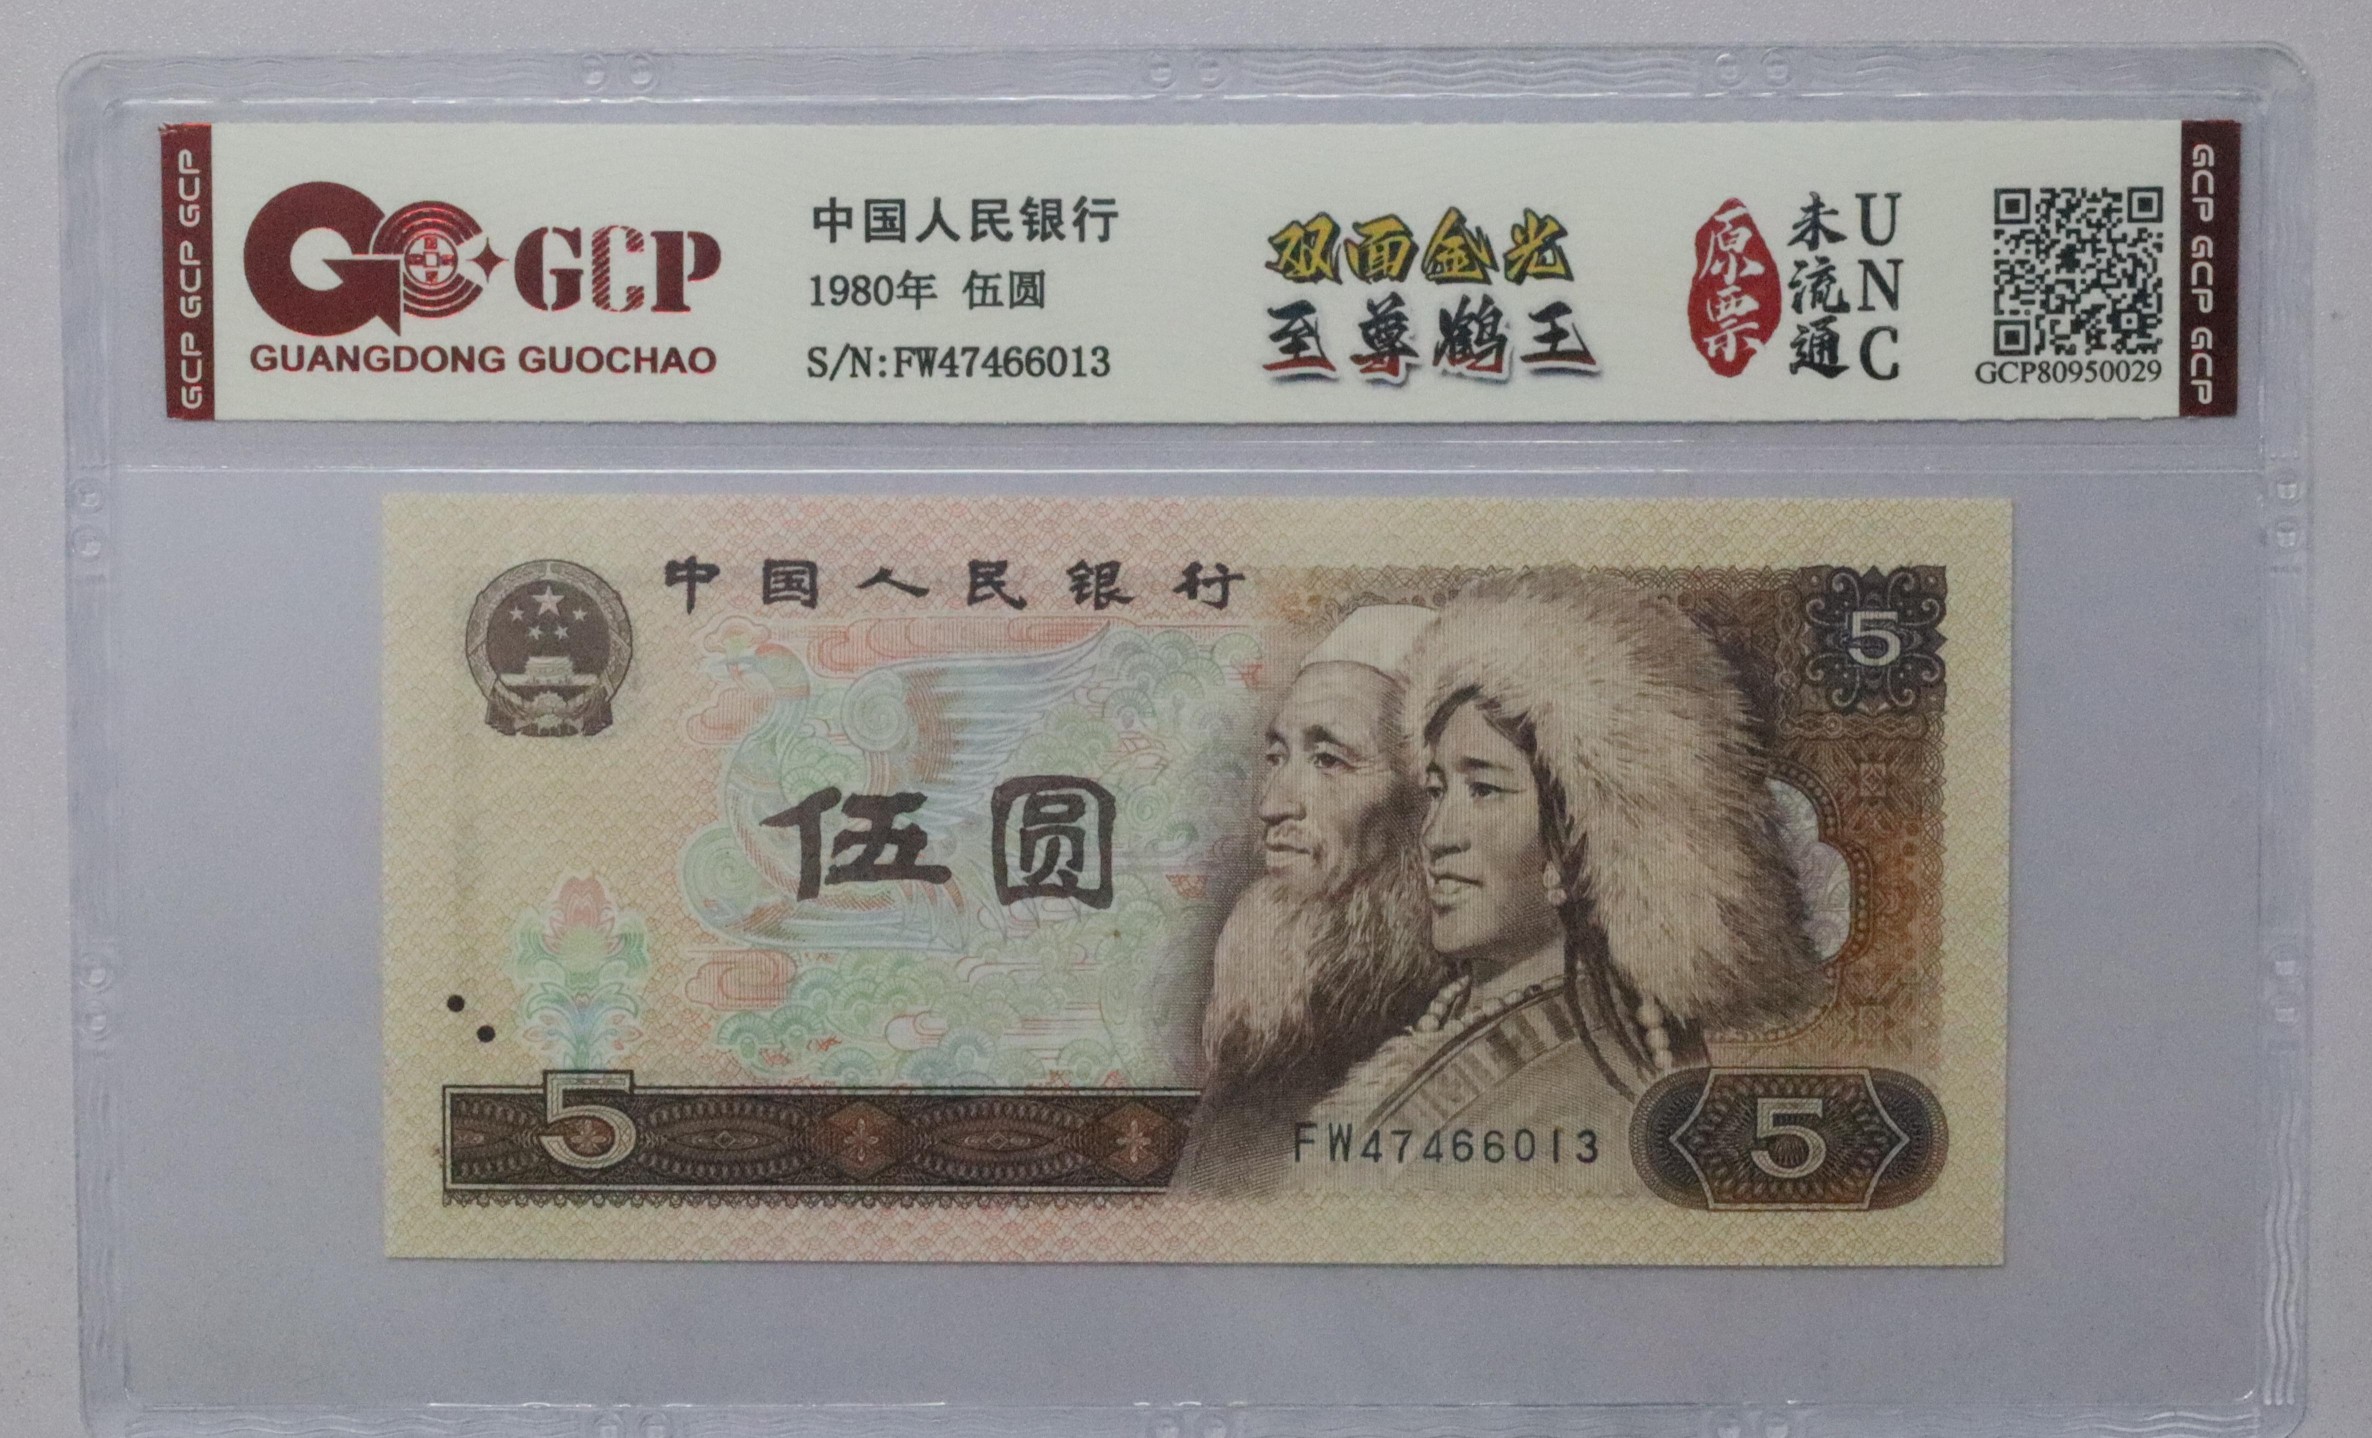 GCP GCP GCP
GCP
GUANGDONG GUOCHAO
中国人民银行
1980年 伍圆
S/N:FW47466013
双面金光
至尊鹤王
原票
未流通
UNC
GCP80950029
GCP GCP GCP
中国人民银行
5
伍圆
5
FW47466013
5